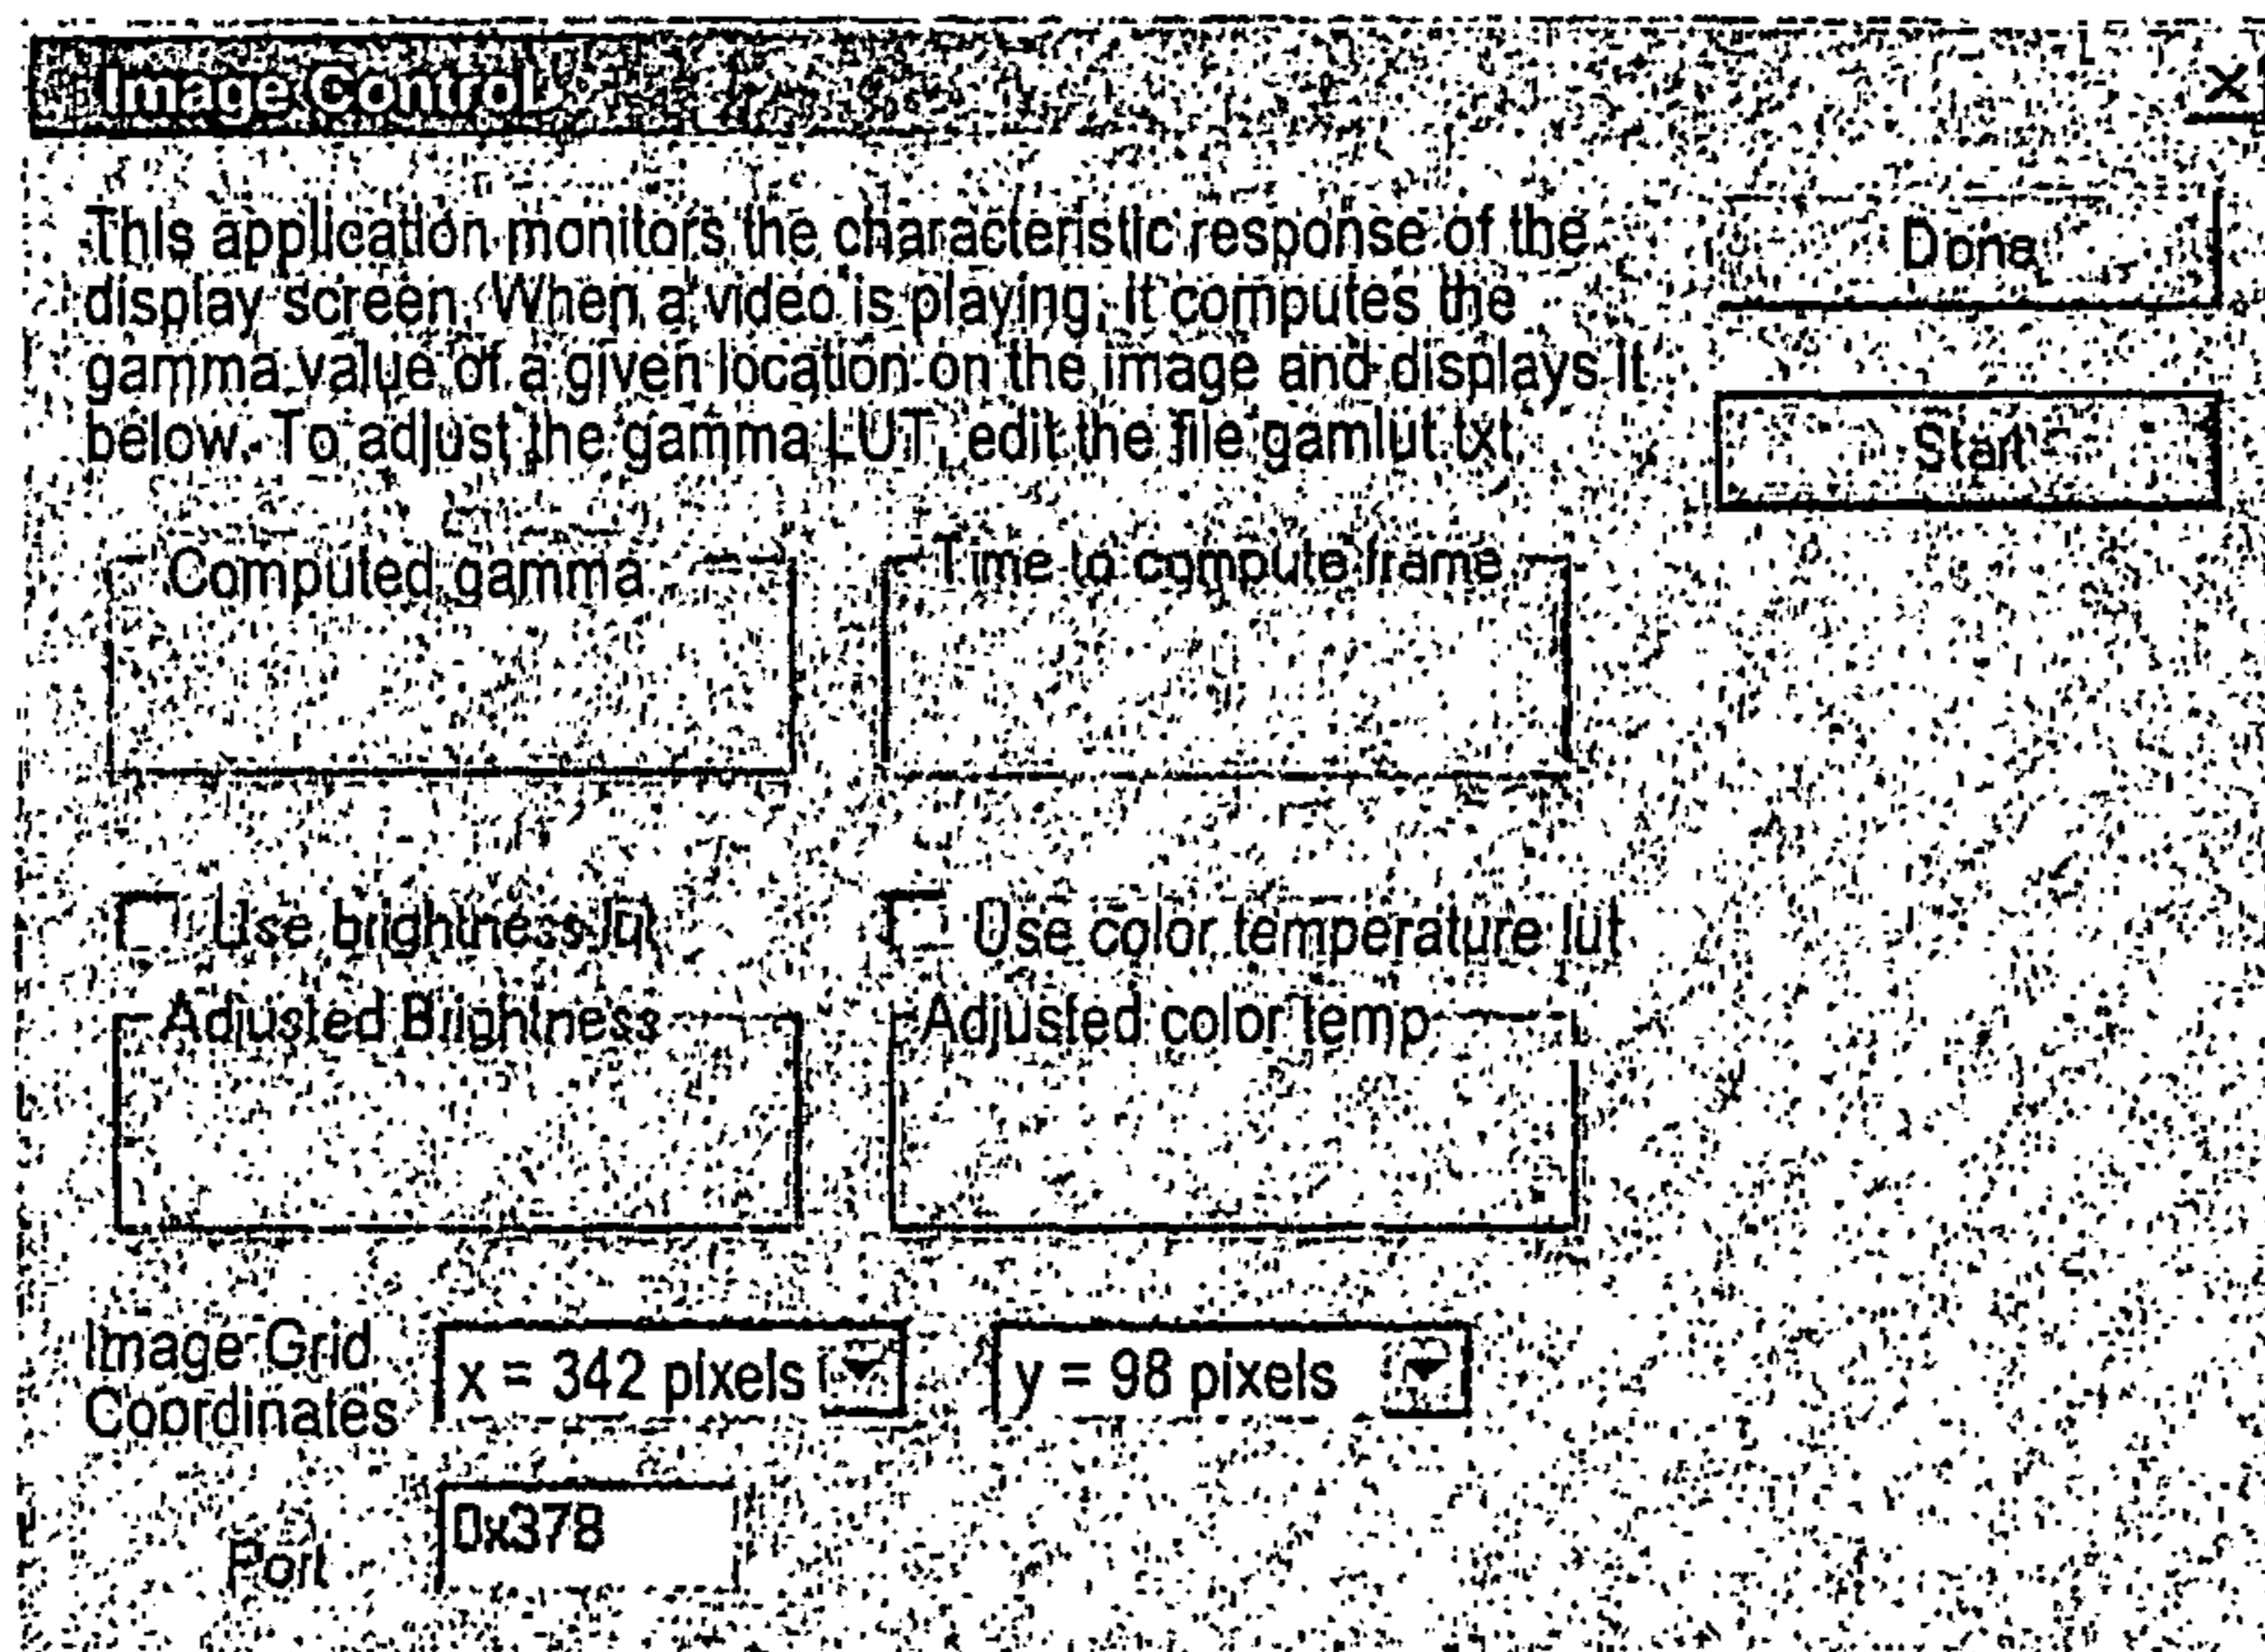 Image Control
This application monitors the characteristic response of the
display screen. When a video is playing, it computes the
gamma value of a given location on the image and displays it
below. To adjust the gamma LUT, edit the file gamlut.txt.
Done
Start
Computed gamma
Time to compute frame
Use brightness lut
Use color temperature lut
Adjusted Brightness
Adjusted color temp
Image Grid
Coordinates
x = 342 pixels
y = 98 pixels
Port
0x378